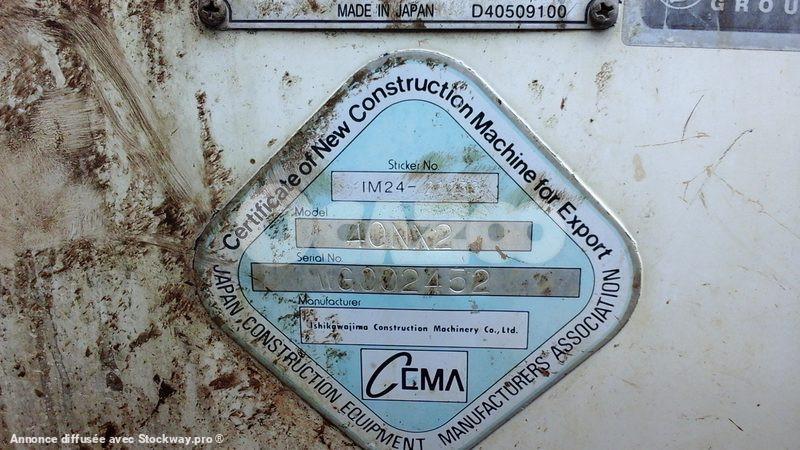 MADE IN JAPAN D40509100
GROU
Certificate of New Construction Machine for Export
Sticker No.
IM24-
Model
40NX2
Serial No.
WG002452
Manufacturer
Ishikawajima Construction Machinery Co., Ltd.
CEMA
JAPAN CONSTRUCTION EQUIPMENT MANUFACTURERS' ASSOCIATION
Annonce diffusée avec Stockway.pro ®